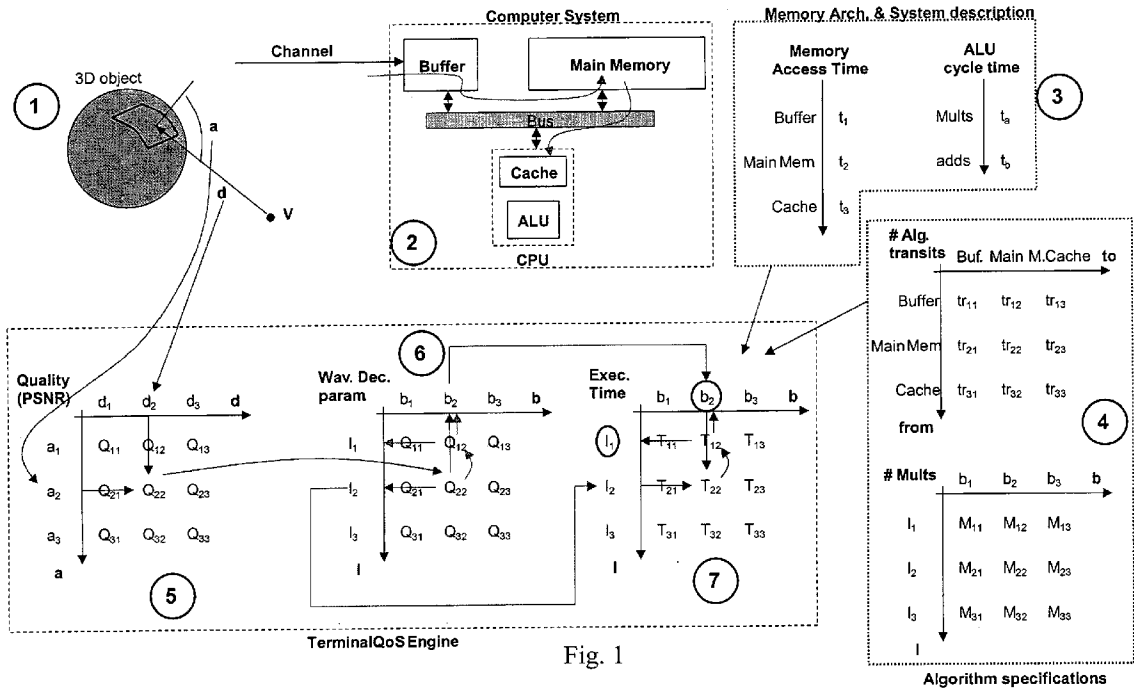 Computer System
Memory Arch. & System description
Channel
Buffer
Main Memory
Bus
Cache
ALU
CPU
2
3D object
1
a
d
V
Memory Access Time
ALU cycle time
3
Buffer t1
Main Mem t2
Cache t3
Mults ta
adds tb
# Alg. transits
Buf. Main M.Cache to
Buffer tr11 tr12 tr13
Main Mem tr21 tr22 tr23
Cache tr31 tr32 tr33
from
4
# Mults
b1 b2 b3 b
l1 M11 M12 M13
l2 M21 M22 M23
l3 M31 M32 M33
l
Algorithm specifications
Quality (PSNR)
d1 d2 d3 d
a1 Q11 Q12 Q13
a2 Q21 Q22 Q23
a3 Q31 Q32 Q33
a
5
6
Wav. Dec. param
b1 b2 b3 b
l1 Q11 Q12 Q13
l2 Q21 Q22 Q23
l3 Q31 Q32 Q33
l
Exec. Time
b1 b2 b3 b
l1 T11 T12 T13
l2 T21 T22 T23
l3 T31 T32 T33
l
7
TerminalQoS Engine
Fig. 1